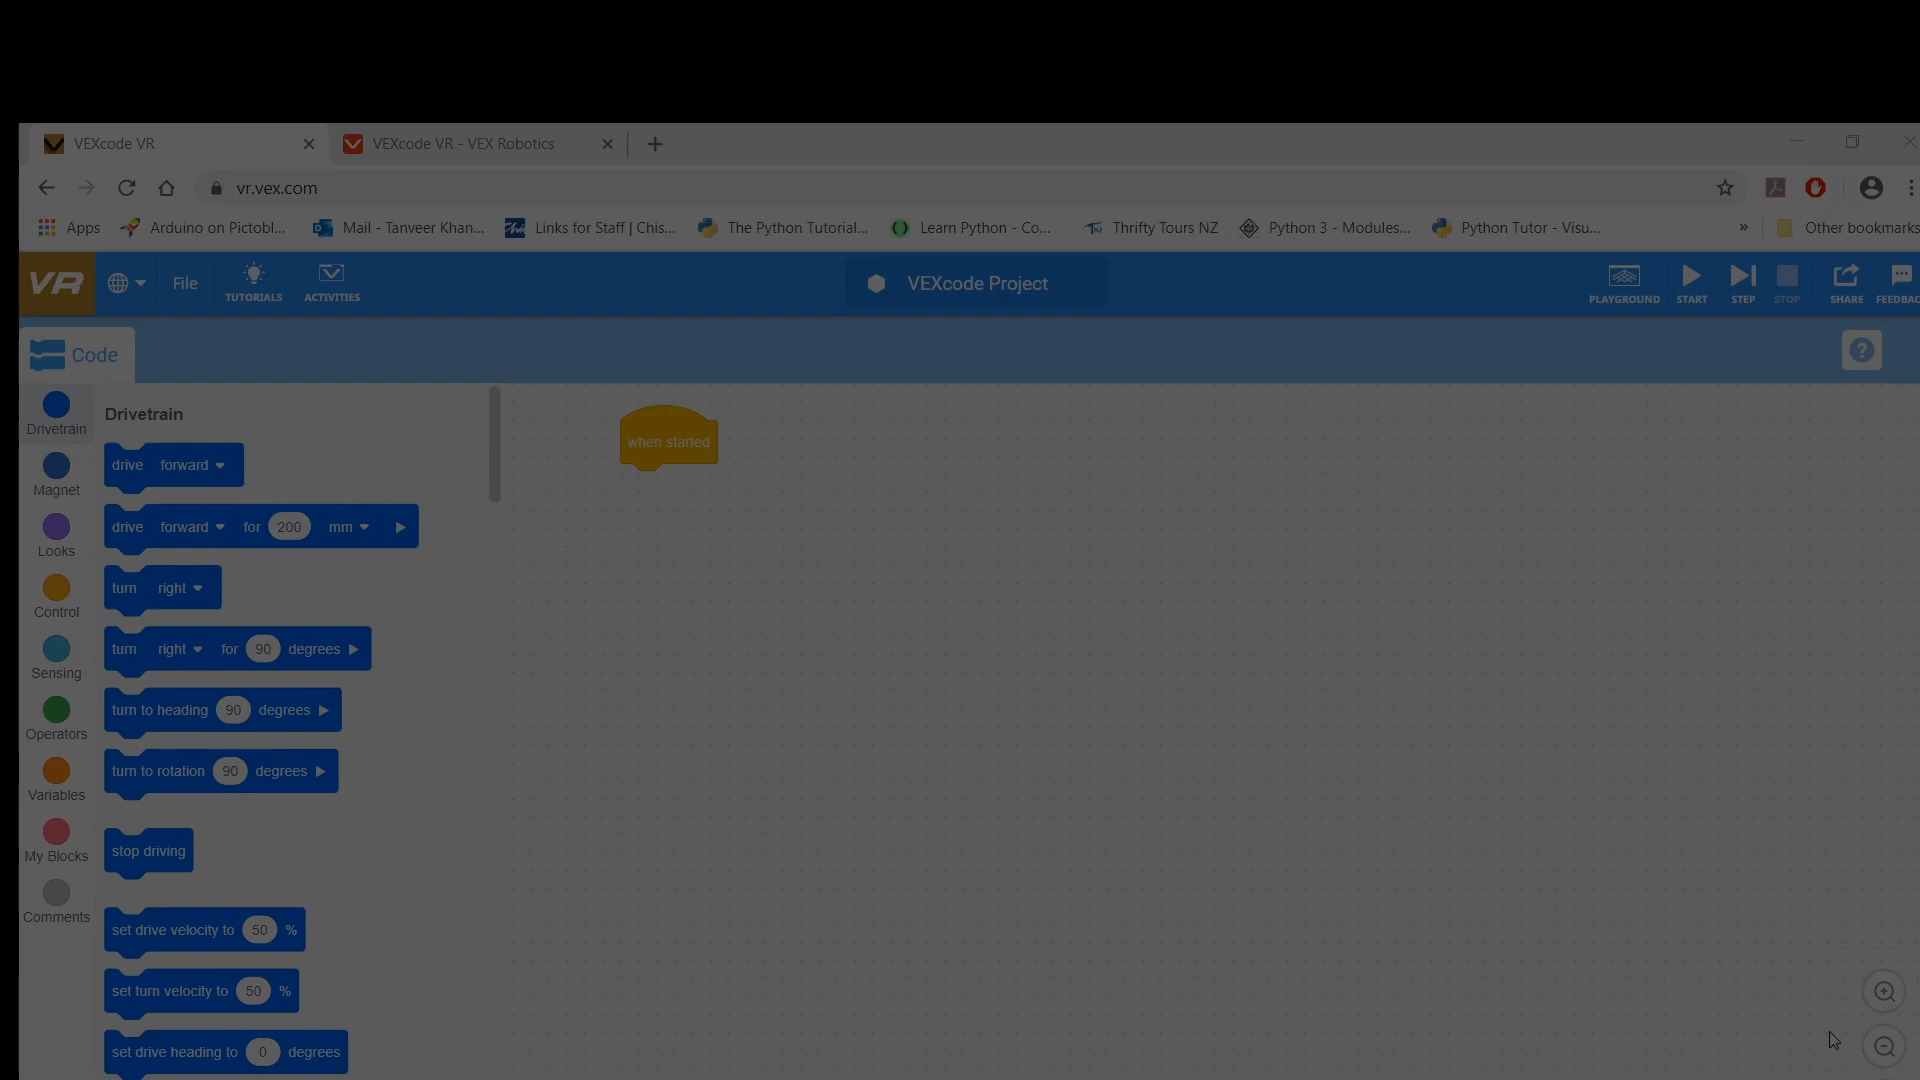 VEXcode VR
VEXcode VR - VEX Robotics
vr.vex.com
Apps
Arduino on Pictobl...
Mail - Tanveer Khan...
Links for Staff | Chis...
The Python Tutorial...
Learn Python - Co...
Thrifty Tours NZ
Python 3 - Modules...
Python Tutor - Visu...
»
Other bookmarks
VR
File
TUTORIALS
ACTIVITIES
VEXcode Project
PLAYGROUND
START
STEP
STOP
SHARE
FEEDBAC
Code
?
Drivetrain
Magnet
Looks
Control
Sensing
Operators
Variables
My Blocks
Comments
Drivetrain
drive forward
drive forward for 200 mm
turn right
turn right for 90 degrees
turn to heading 90 degrees
turn to rotation 90 degrees
stop driving
set drive velocity to 50 %
set turn velocity to 50 %
set drive heading to 0 degrees
when started